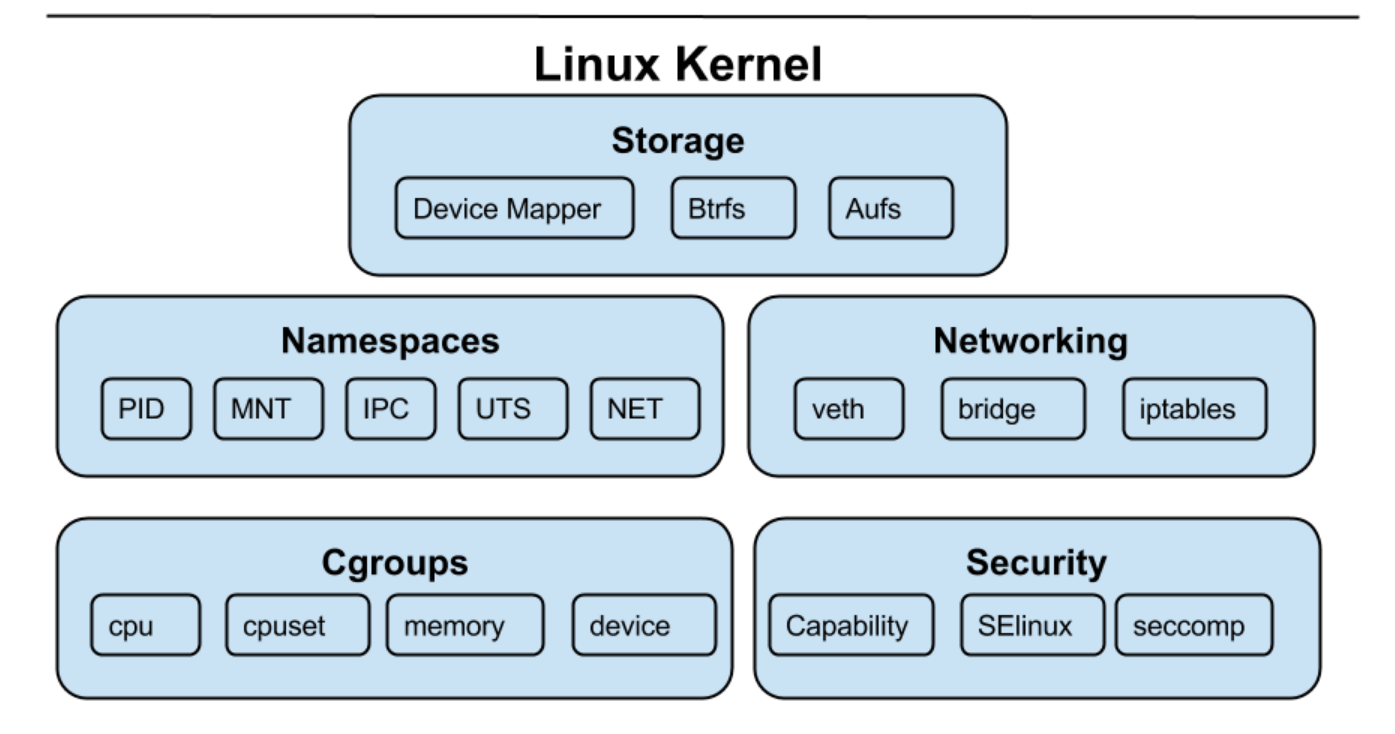 Linux Kernel
Storage
Device Mapper Btrfs Aufs
Namespaces
PID MNT IPC UTS NET
Networking
veth bridge iptables
Cgroups
cpu cpuset memory device
Security
Capability SElinux seccomp